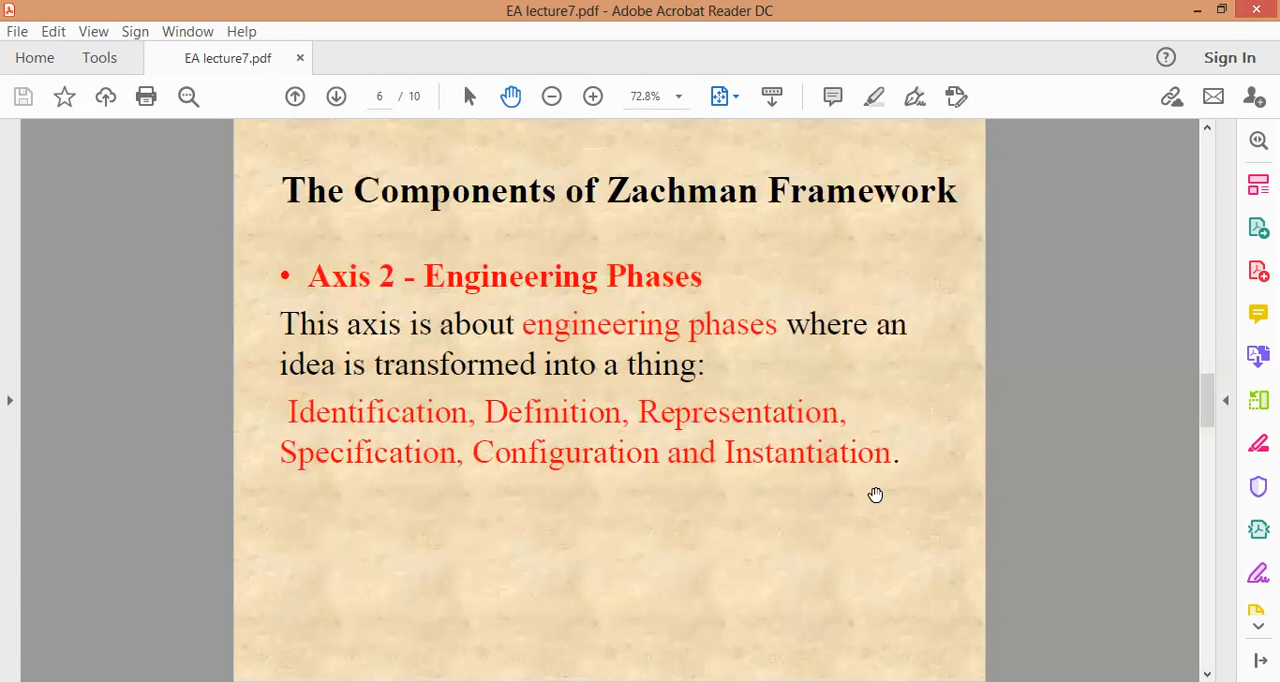 EA lecture7.pdf - Adobe Acrobat Reader DC
File Edit View Sign Window Help
Home Tools EA lecture7.pdf × ? Sign In
6 / 10 72.8%
The Components of Zachman Framework
• Axis 2 - Engineering Phases
This axis is about engineering phases where an
idea is transformed into a thing:
Identification, Definition, Representation,
Specification, Configuration and Instantiation.